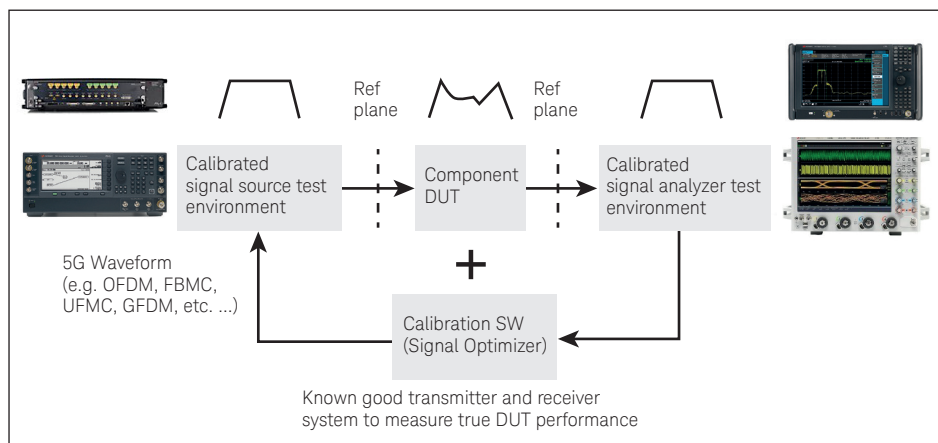 Ref
plane
Ref
plane
Calibrated
signal source test
environment
Component
DUT
Calibrated
signal analyzer test
environment
5G Waveform
(e.g. OFDM, FBMC,
UFMC, GFDM, etc. ...)
+
Calibration SW
(Signal Optimizer)
Known good transmitter and receiver
system to measure true DUT performance